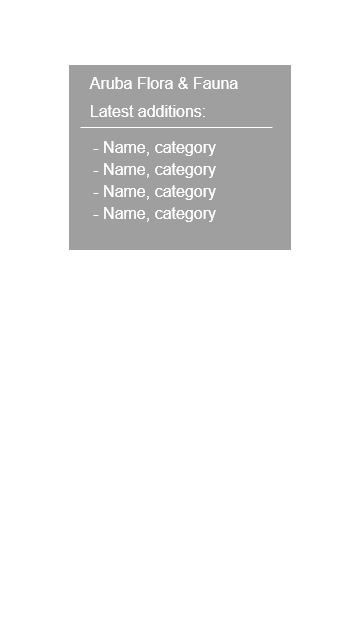 Aruba Flora & Fauna
Latest additions:
- Name, category
- Name, category
- Name, category
- Name, category